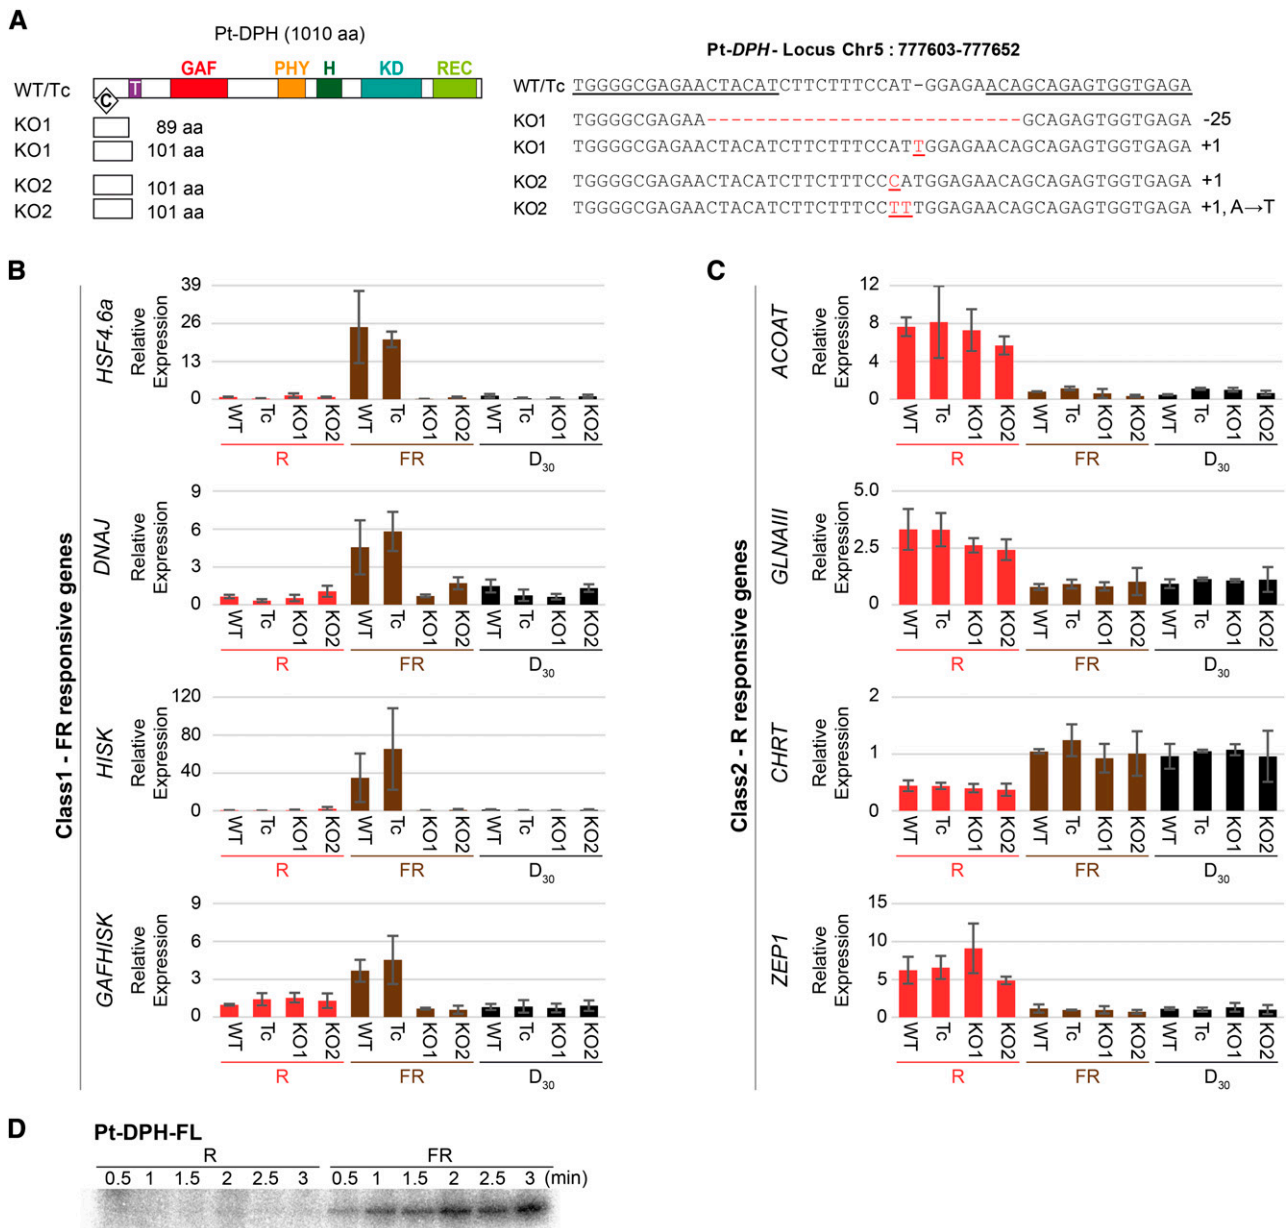 A
Pt-DPH (1010 aa)
GAF PHY H KD REC
WT/Tc
C T
KO1 89 aa
KO1 101 aa
KO2 101 aa
KO2 101 aa
Pt-DPH - Locus Chr5 : 777603-777652
WT/Tc TGGGGCGAGAACTACATCTTCTTTCCAT-GGAGAACAGCAGAGTGGTGAGA
KO1 TGGGGCGAGAA--------------------------GCAGAGTGGTGAGA -25
KO1 TGGGGCGAGAACTACATCTTCTTTCCATTGGAGAACAGCAGAGTGGTGAGA +1
KO2 TGGGGCGAGAACTACATCTTCTTTCCCATGGAGAACAGCAGAGTGGTGAGA +1
KO2 TGGGGCGAGAACTACATCTTCTTTCCTTTGGAGAACAGCAGAGTGGTGAGA +1, A→T
B
Class1 - FR responsive genes
HSF4.6a
Relative Expression
39
26
13
0
WT Tc KO1 KO2 WT Tc KO1 KO2 WT Tc KO1 KO2
R FR D30
DNAJ
Relative Expression
9
6
3
0
WT Tc KO1 KO2 WT Tc KO1 KO2 WT Tc KO1 KO2
R FR D30
HISK
Relative Expression
120
80
40
0
WT Tc KO1 KO2 WT Tc KO1 KO2 WT Tc KO1 KO2
R FR D30
GAFHISK
Relative Expression
9
6
3
0
WT Tc KO1 KO2 WT Tc KO1 KO2 WT Tc KO1 KO2
R FR D30
C
Class2 - R responsive genes
ACOAT
Relative Expression
12
8
4
0
WT Tc KO1 KO2 WT Tc KO1 KO2 WT Tc KO1 KO2
R FR D30
GLNAIII
Relative Expression
5.0
2.5
0
WT Tc KO1 KO2 WT Tc KO1 KO2 WT Tc KO1 KO2
R FR D30
CHRT
Relative Expression
2
1
0
WT Tc KO1 KO2 WT Tc KO1 KO2 WT Tc KO1 KO2
R FR D30
ZEP1
Relative Expression
15
10
5
0
WT Tc KO1 KO2 WT Tc KO1 KO2 WT Tc KO1 KO2
R FR D30
D
Pt-DPH-FL
R FR
0.5 1 1.5 2 2.5 3 0.5 1 1.5 2 2.5 3 (min)